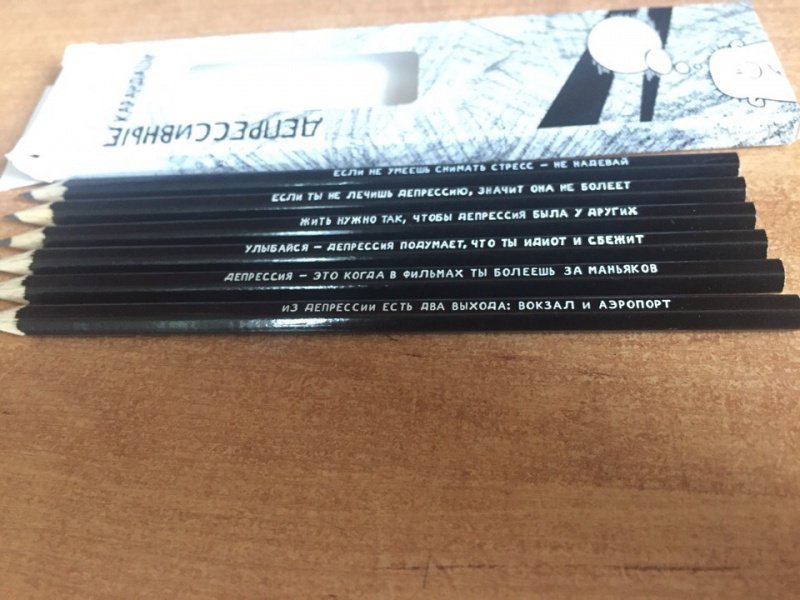 КАРАНДАШИ
ДЕПРЕССИВНЫЕ
ЕСЛИ НЕ УМЕЕШЬ СНИМАТЬ СТРЕСС – НЕ НАДЕВАЙ
ЕСЛИ ТЫ НЕ ЛЕЧИШЬ ДЕПРЕССИЮ, ЗНАЧИТ ОНА НЕ БОЛЕЕТ
ЖИТЬ НУЖНО ТАК, ЧТОБЫ ДЕПРЕССИЯ БЫЛА У ДРУГИХ
УЛЫБАЙСЯ – ДЕПРЕССИЯ ПОДУМАЕТ, ЧТО ТЫ ИДИОТ И СБЕЖИТ
ДЕПРЕССИЯ – ЭТО КОГДА В ФИЛЬМАХ ТЫ БОЛЕЕШЬ ЗА МАНЬЯКОВ
ИЗ ДЕПРЕССИИ ЕСТЬ ДВА ВЫХОДА: ВОКЗАЛ И АЭРОПОРТ